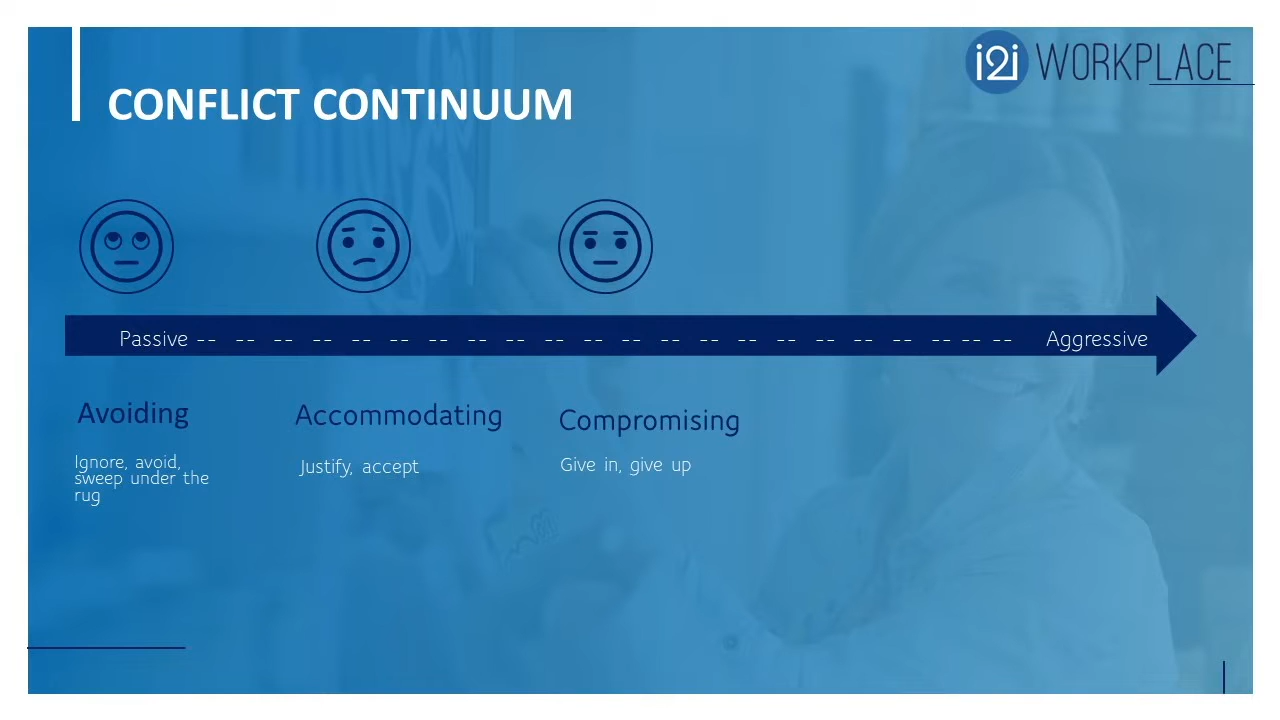 i2i WORKPLACE
CONFLICT CONTINUUM
Passive -- -- -- -- -- -- -- -- -- -- -- -- -- -- -- -- -- -- -- -- -- -- Aggressive
Avoiding
Accommodating
Compromising
Ignore, avoid,
sweep under the
rug
Justify, accept
Give in, give up